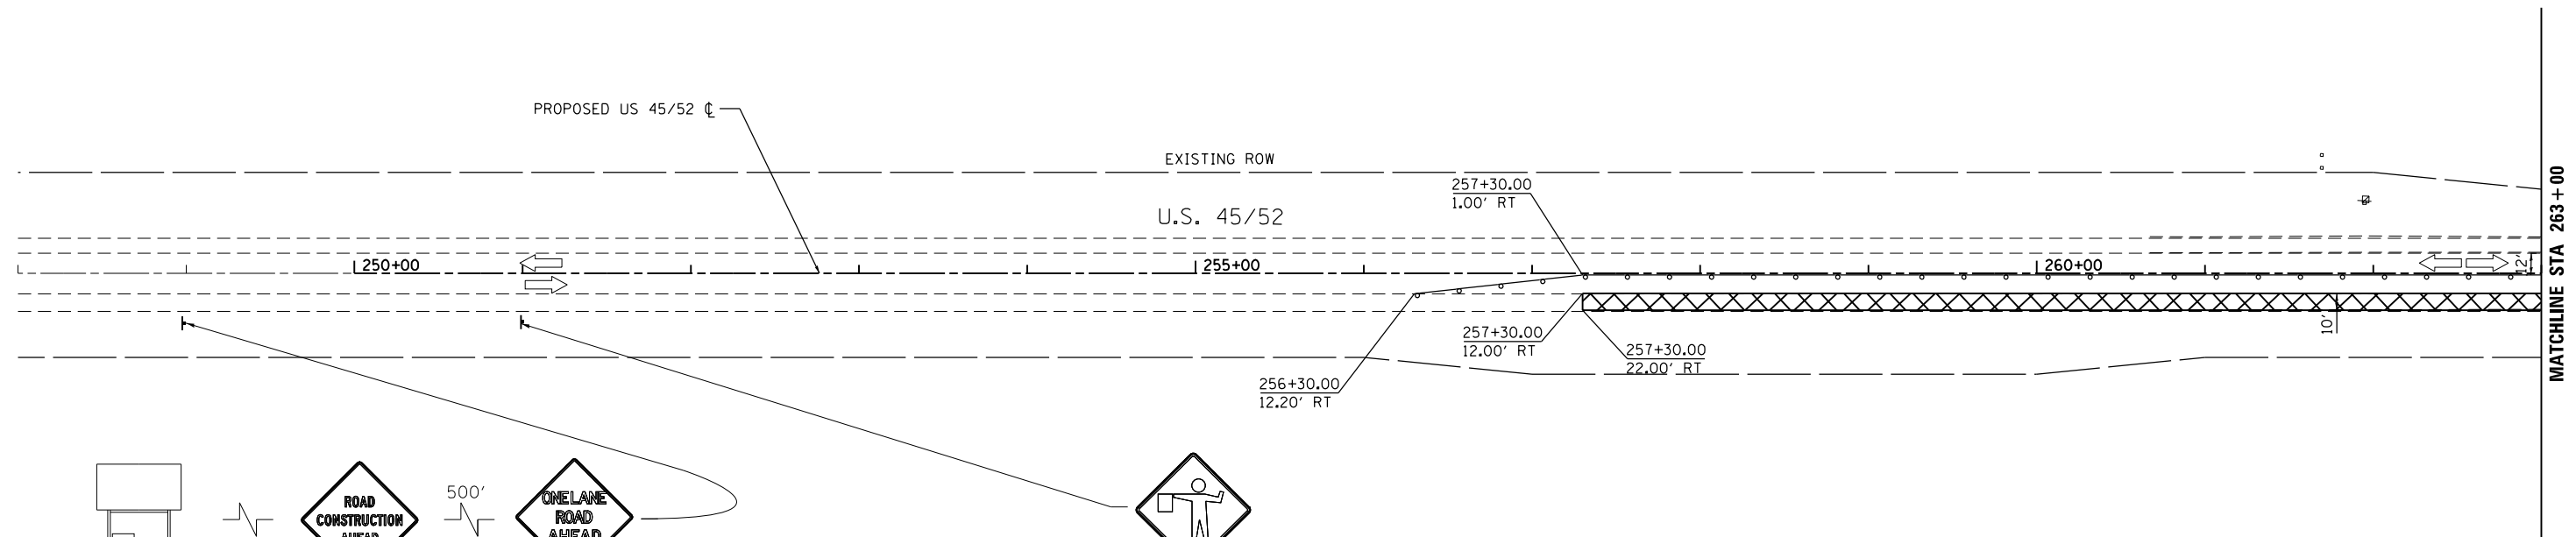 PROPOSED US 45/52 ℄
EXISTING ROW
257+30.00
1.00' RT
U.S. 45/52
250+00
255+00
260+00
12'
MATCHLINE STA 263+00
10'
257+30.00
12.00' RT
257+30.00
22.00' RT
256+30.00
12.20' RT
ROAD
CONSTRUCTION
AHEAD
500'
ONE LANE
ROAD
AHEAD